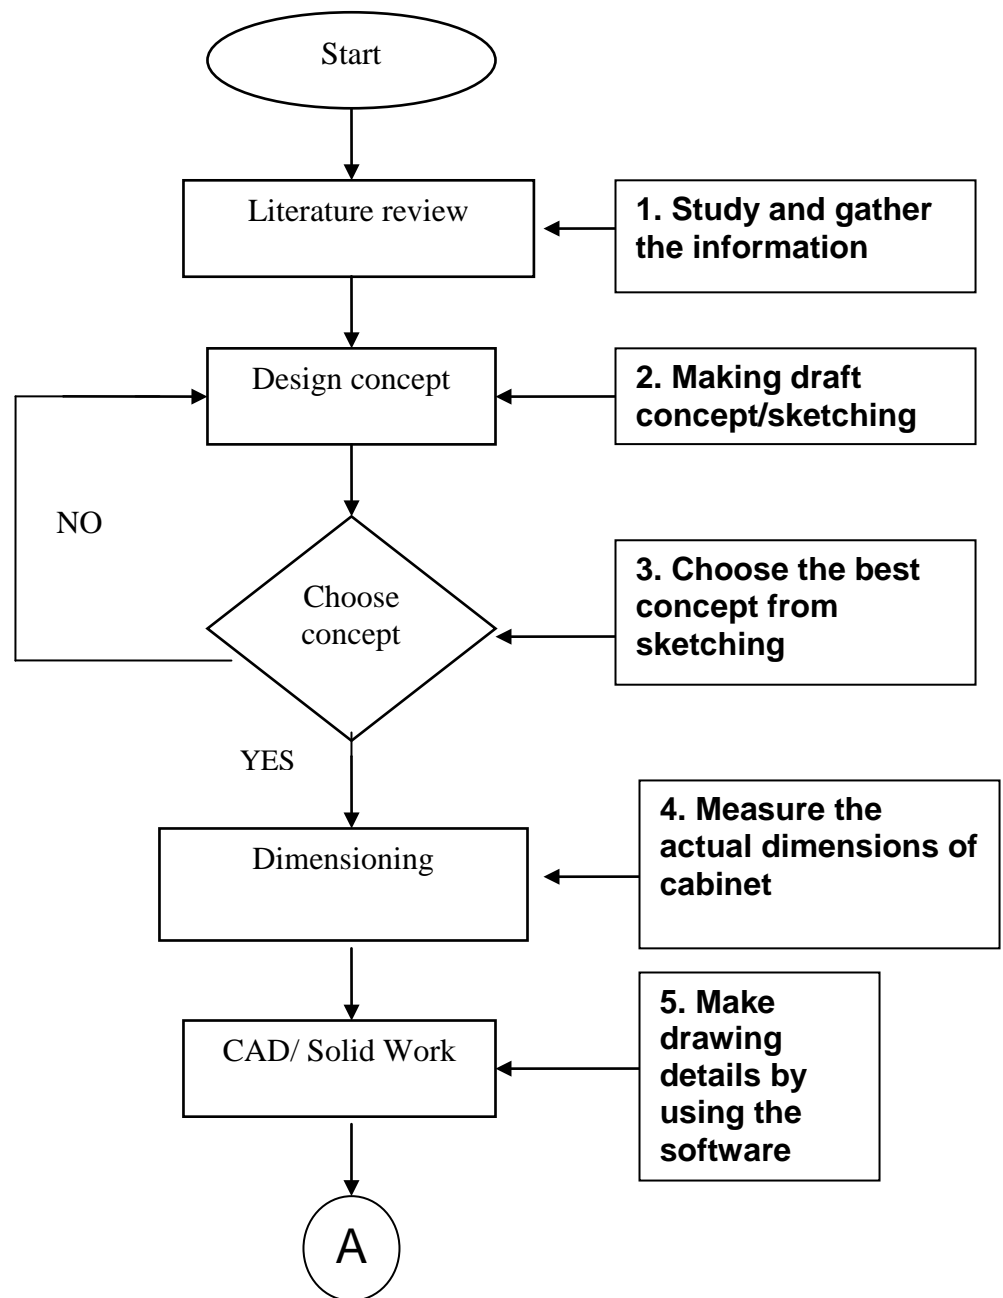 Start
Literature review
1. Study and gather
the information
Design concept
2. Making draft
concept/sketching
NO
Choose
concept
3. Choose the best
concept from
sketching
YES
Dimensioning
4. Measure the
actual dimensions of
cabinet
CAD/ Solid Work
5. Make
drawing
details by
using the
software
A